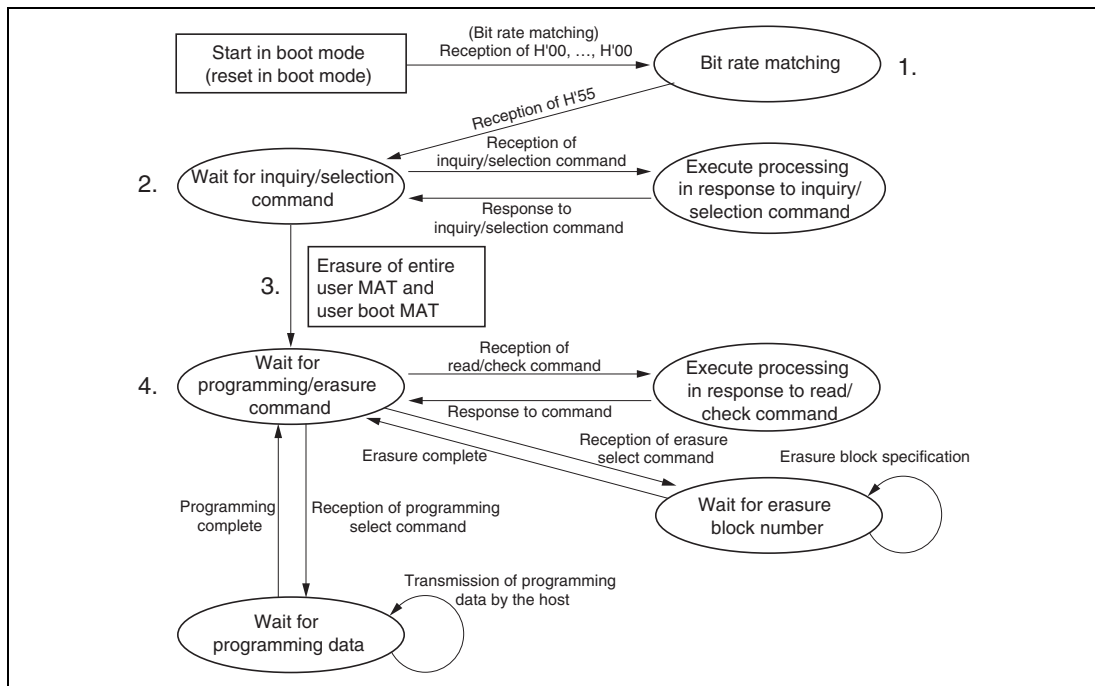 Start in boot mode
(reset in boot mode)
(Bit rate matching)
Reception of H'00, …, H'00
Bit rate matching
1.
Reception of H'55
2.
Wait for inquiry/selection
command
Reception of
inquiry/selection command
Response to
inquiry/selection command
Execute processing
in response to inquiry/
selection command
3.
Erasure of entire
user MAT and
user boot MAT
4.
Wait for
programming/erasure
command
Reception of
read/check command
Response to command
Execute processing
in response to read/
check command
Reception of erasure
select command
Erasure complete
Erasure block specification
Wait for erasure
block number
Programming
complete
Reception of programming
select command
Transmission of programming
data by the host
Wait for
programming data